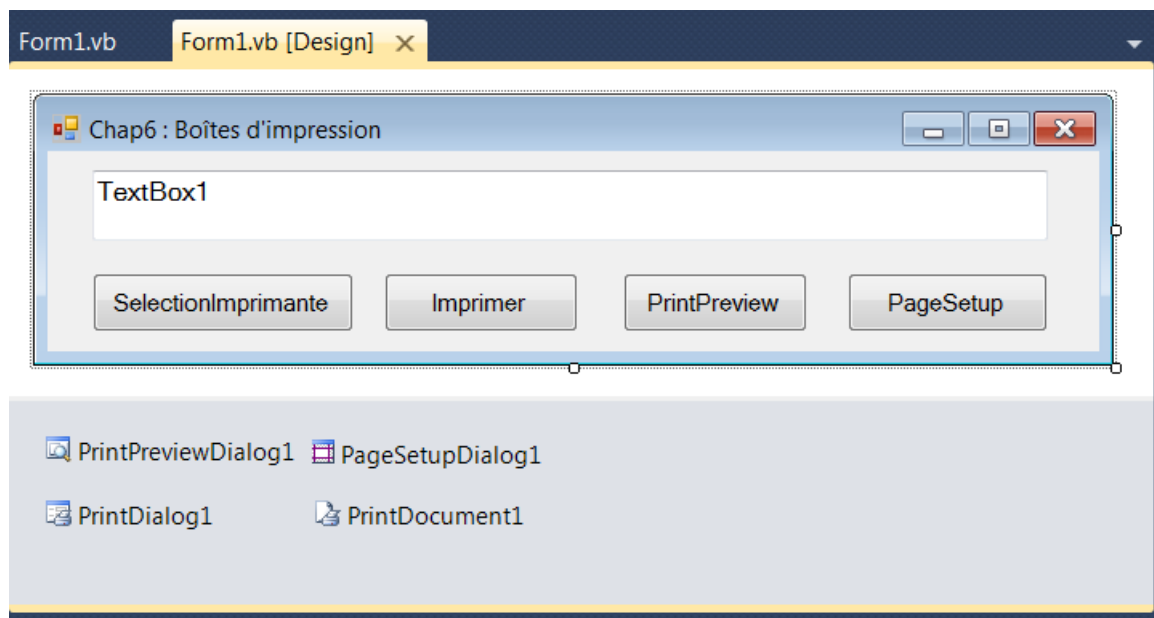 Form1.vb Form1.vb [Design]
Chap6 : Boîtes d'impression
TextBox1
SelectionImprimante Imprimer PrintPreview PageSetup
PrintPreviewDialog1 PageSetupDialog1
PrintDialog1 PrintDocument1